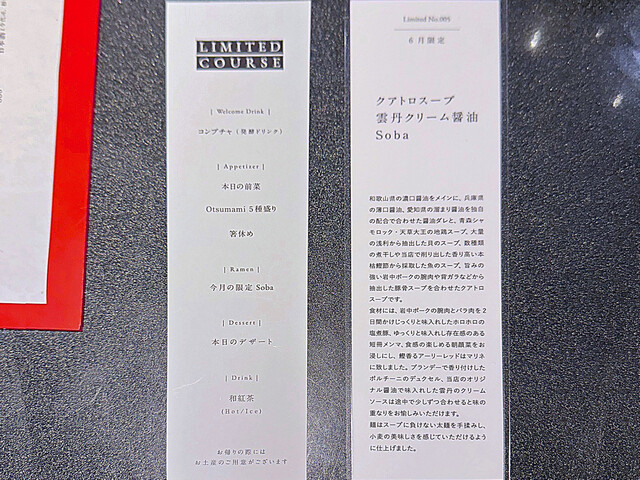 LIMITED
COURSE
| Welcome Drink |
コンブチャ (発酵ドリンク)
| Appetizer |
本日の前菜
Otsumami 5種盛り
箸休め
| Ramen |
今月の限定 Soba
| Dessert |
本日のデザート
| Drink |
和紅茶
(Hot/Ice)
お帰りの際には
お土産のご用意がございます
Limited No.005
6月限定
クアトロスープ
雲丹クリーム醤油
Soba
和歌山県の濃口醤油をメインに、兵庫県
の薄口醤油、愛知県の溜まり醤油を独自
の配合で合わせた醤油ダレと、青森シャ
モロック・天草大王の地鶏スープ、大量
の浅利から抽出した貝のスープ、数種類
の煮干しや当店で削り出した香り高い本
枯鰹節から採取した魚のスープ、旨みの
強い岩中ポークの腕肉や背ガラなどから
抽出した豚骨スープを合わせたクアトロ
スープです。
食材には、岩中ポークの腕肉とバラ肉を2
日間かけじっくりと味入れしたホロホロの
塩煮豚、ゆっくりと味入れし存在感のある
短冊メンマ、食感の楽しめる朝顔菜をお
浸しにし、鰹香るアーリーレッドはマリネ
に致しました。ブランデーで香り付けした
ポルチーニのデュクセル、当店のオリジ
ナル醤油で味入れした雲丹のクリーム
ソースは途中で少しずつ合わせると味の
重なりをお愉しみいただけます。
麺はスープに負けない太麺を手揉みし、
小麦の美味しさを感じていただけるよう
に仕上げました。